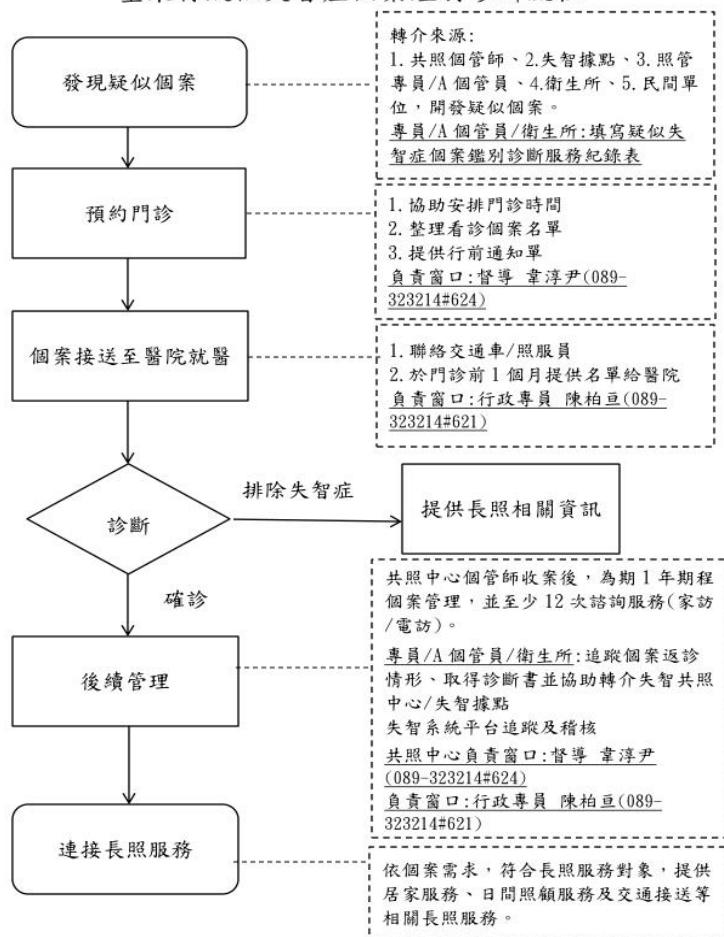 發現疑似個案
轉介來源:
1.共照個管師、2.失智據點、3.照管
專員/A個管員、4.衛生所、5.民間單
位，開發疑似個案。
專員/A個管員/衛生所:填寫疑似失
智症個案鑑別診斷服務紀錄表
預約門診
1.協助安排門診時間
2.整理看診個案名單
3.提供行前通知單
負責窗口:督導 韋淳尹(089-
323214#624)
個案接送至醫院就醫
1.聯絡交通車/照服員
2.於門診前1個月提供名單給醫院
負責窗口:行政專員 陳柏亘(089-
323214#621)
診斷
排除失智症
提供長照相關資訊
確診
後續管理
共照中心個管師收案後，為期1年期程
個案管理，並至少12次諮詢服務(家訪
/電訪)。
專員/A個管員/衛生所:追蹤個案返診
情形、取得診斷書並協助轉介失智共照
中心/失智據點
失智系統平台追蹤及稽核
共照中心負責窗口:督導 韋淳尹
(089-323214#624)
負責窗口:行政專員 陳柏亘(089-
323214#621)
連接長照服務
依個案需求，符合長照服務對象，提供
居家服務、日間照顧服務及交通接送等
相關長照服務。